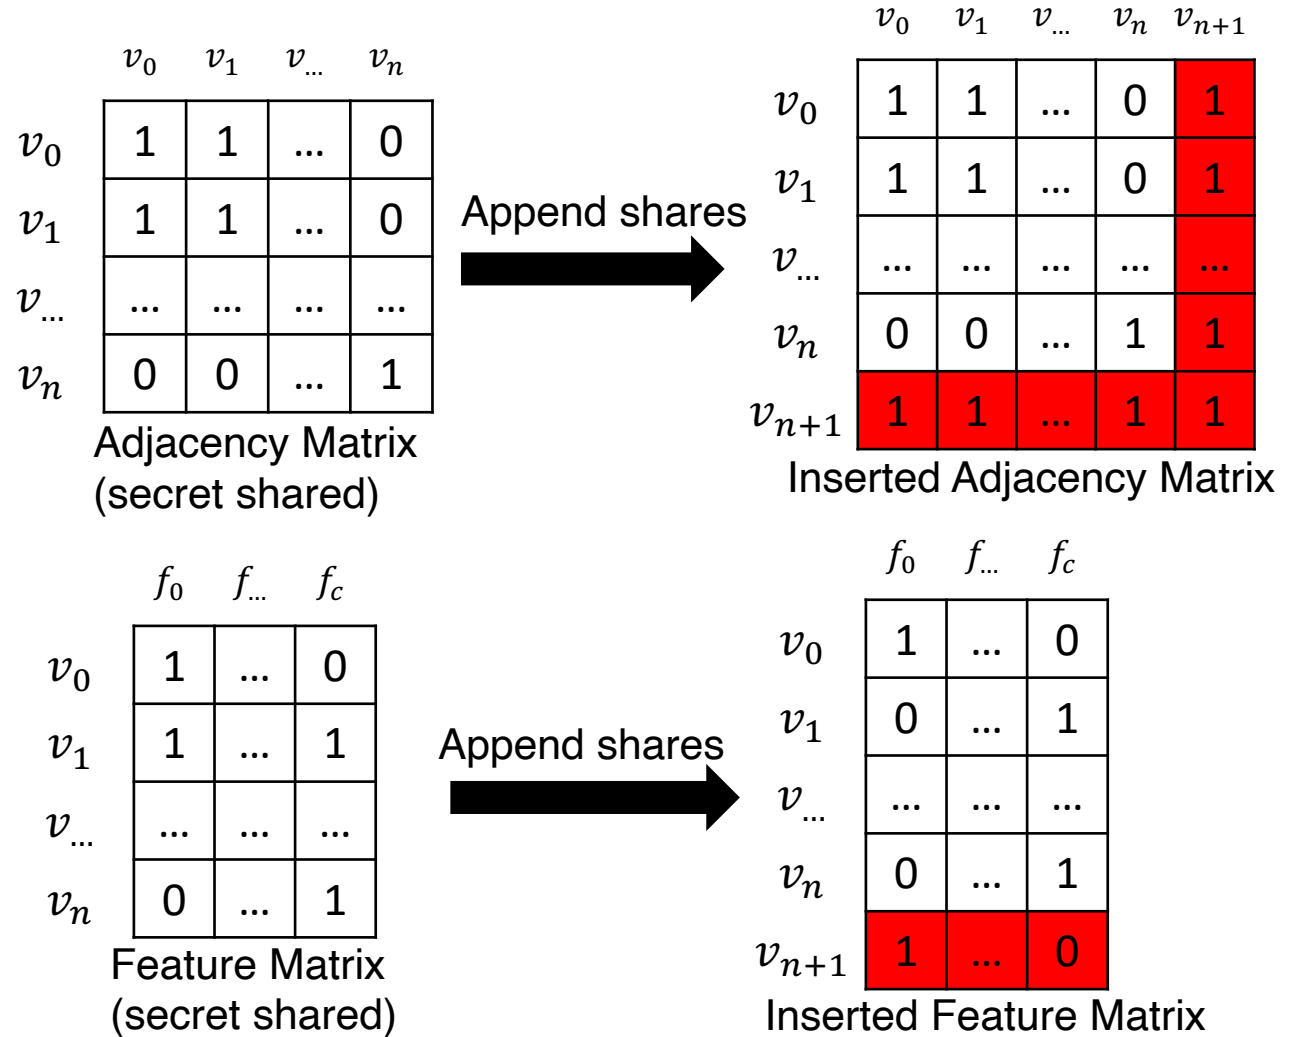 v₀ v₁ v… vₙ
v₀ 1 1 ... 0
v₁ 1 1 ... 0
v… ... ... ... ...
vₙ 0 0 ... 1
Adjacency Matrix
(secret shared)
Append shares
v₀ v₁ v… vₙ vₙ₊₁
v₀ 1 1 ... 0 1
v₁ 1 1 ... 0 1
v… ... ... ... ... ...
vₙ 0 0 ... 1 1
vₙ₊₁ 1 1 ... 1 1
Inserted Adjacency Matrix
f₀ f… f_c
v₀ 1 ... 0
v₁ 1 ... 1
v… ... ... ...
vₙ 0 ... 1
Feature Matrix
(secret shared)
Append shares
f₀ f… f_c
v₀ 1 ... 0
v₁ 0 ... 1
v… ... ... ...
vₙ 0 ... 1
vₙ₊₁ 1 ... 0
Inserted Feature Matrix